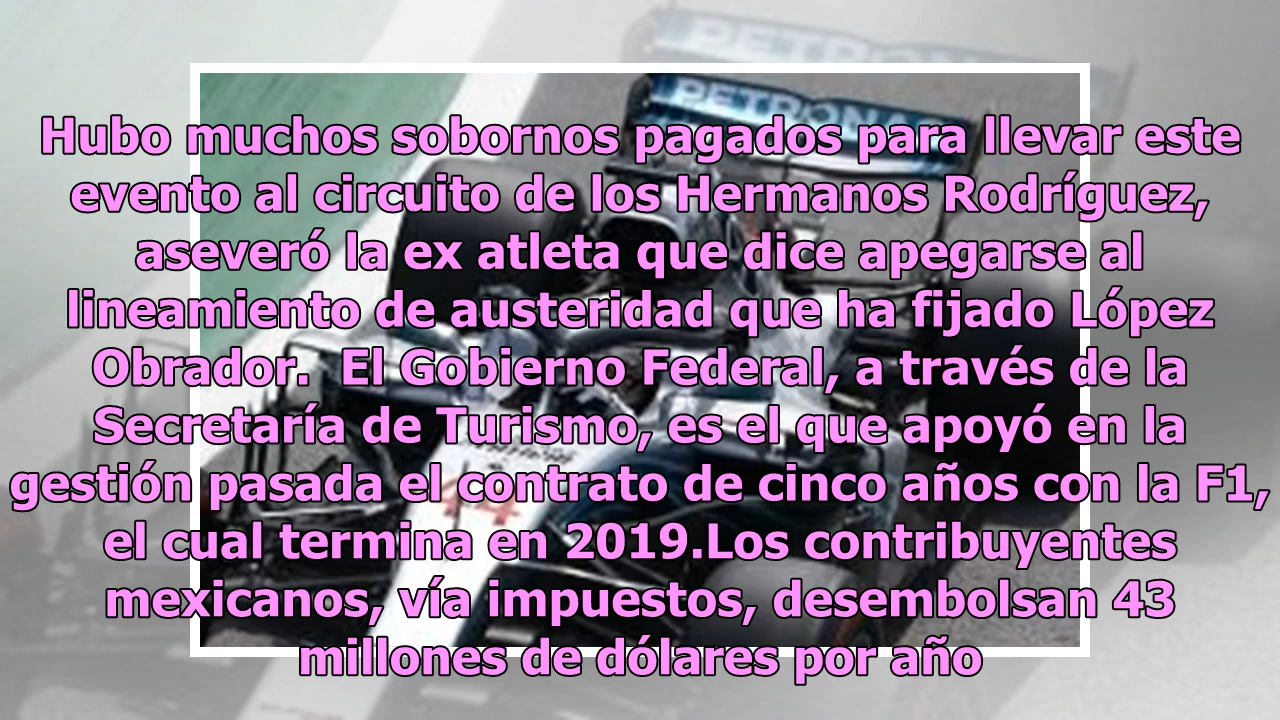 PETRONAS
PETRONAS
Hubo muchos sobornos pagados para llevar este
evento al circuito de los Hermanos Rodríguez,
aseveró la ex atleta que dice apegarse al
lineamiento de austeridad que ha fijado López
Obrador.  El Gobierno Federal, a través de la
Secretaría de Turismo, es el que apoyó en la
gestión pasada el contrato de cinco años con la F1,
el cual termina en 2019.Los contribuyentes
mexicanos, vía impuestos, desembolsan 43
millones de dólares por año
44